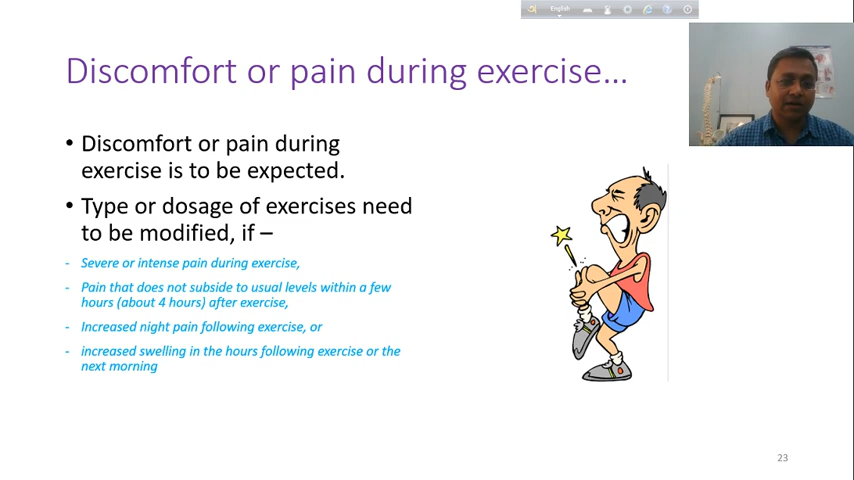 English
Discomfort or pain during exercise...
• Discomfort or pain during
exercise is to be expected.
• Type or dosage of exercises need
to be modified, if –
- Severe or intense pain during exercise,
- Pain that does not subside to usual levels within a few
hours (about 4 hours) after exercise,
- Increased night pain following exercise, or
- increased swelling in the hours following exercise or the
next morning
23